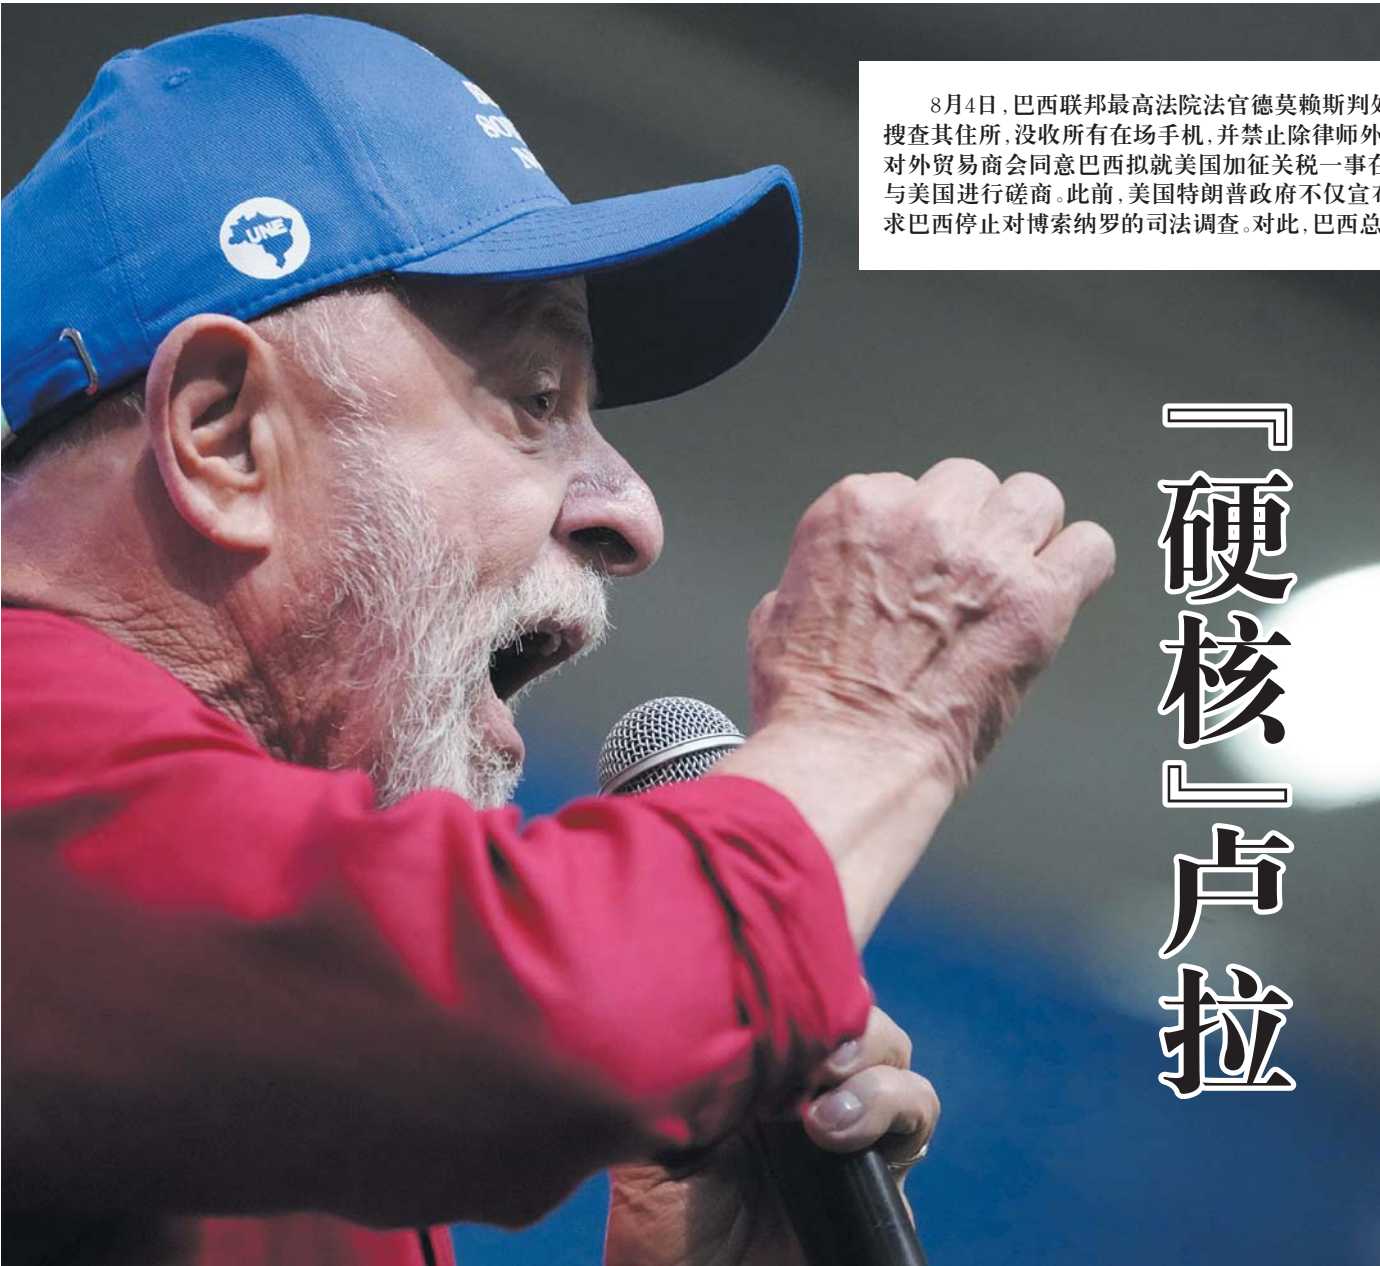 8月4日，巴西联邦最高法院法官德莫赖斯判处
搜查其住所，没收所有在场手机，并禁止除律师外
对外贸易商会同意巴西拟就美国加征关税一事在
与美国进行磋商。此前，美国特朗普政府不仅宣布
求巴西停止对博索纳罗的司法调查。对此，巴西总
『硬核』卢拉
UNE